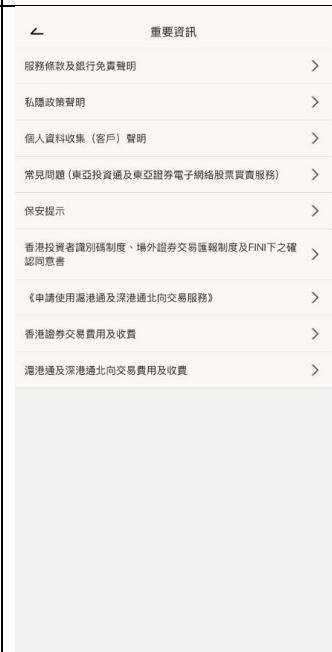 重要資訊
服務條款及銀行免責聲明
私隱政策聲明
個人資料收集（客戶）聲明
常見問題 (東亞投資通及東亞證券電子網絡股票買賣服務)
保安提示
香港投資者識別碼制度、場外證券交易匯報制度及FINI下之確
認同意書
《申請使用滬港通及深港通北向交易服務》
香港證券交易費用及收費
滬港通及深港通北向交易費用及收費